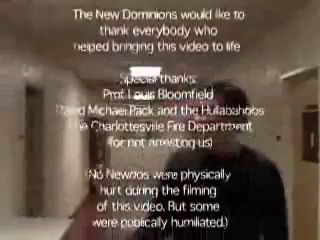 The New Dominions would like to
thank everybody who
helped bringing this video to life
Special thanks:
Prof. Louis Bloomfield
David Michael Pack and the Hullabahoos
The Charlottesville Fire Department
(for not arresting us)
(No Newdos were physically
hurt during the filming
of this video. But some
were publically humiliated.)